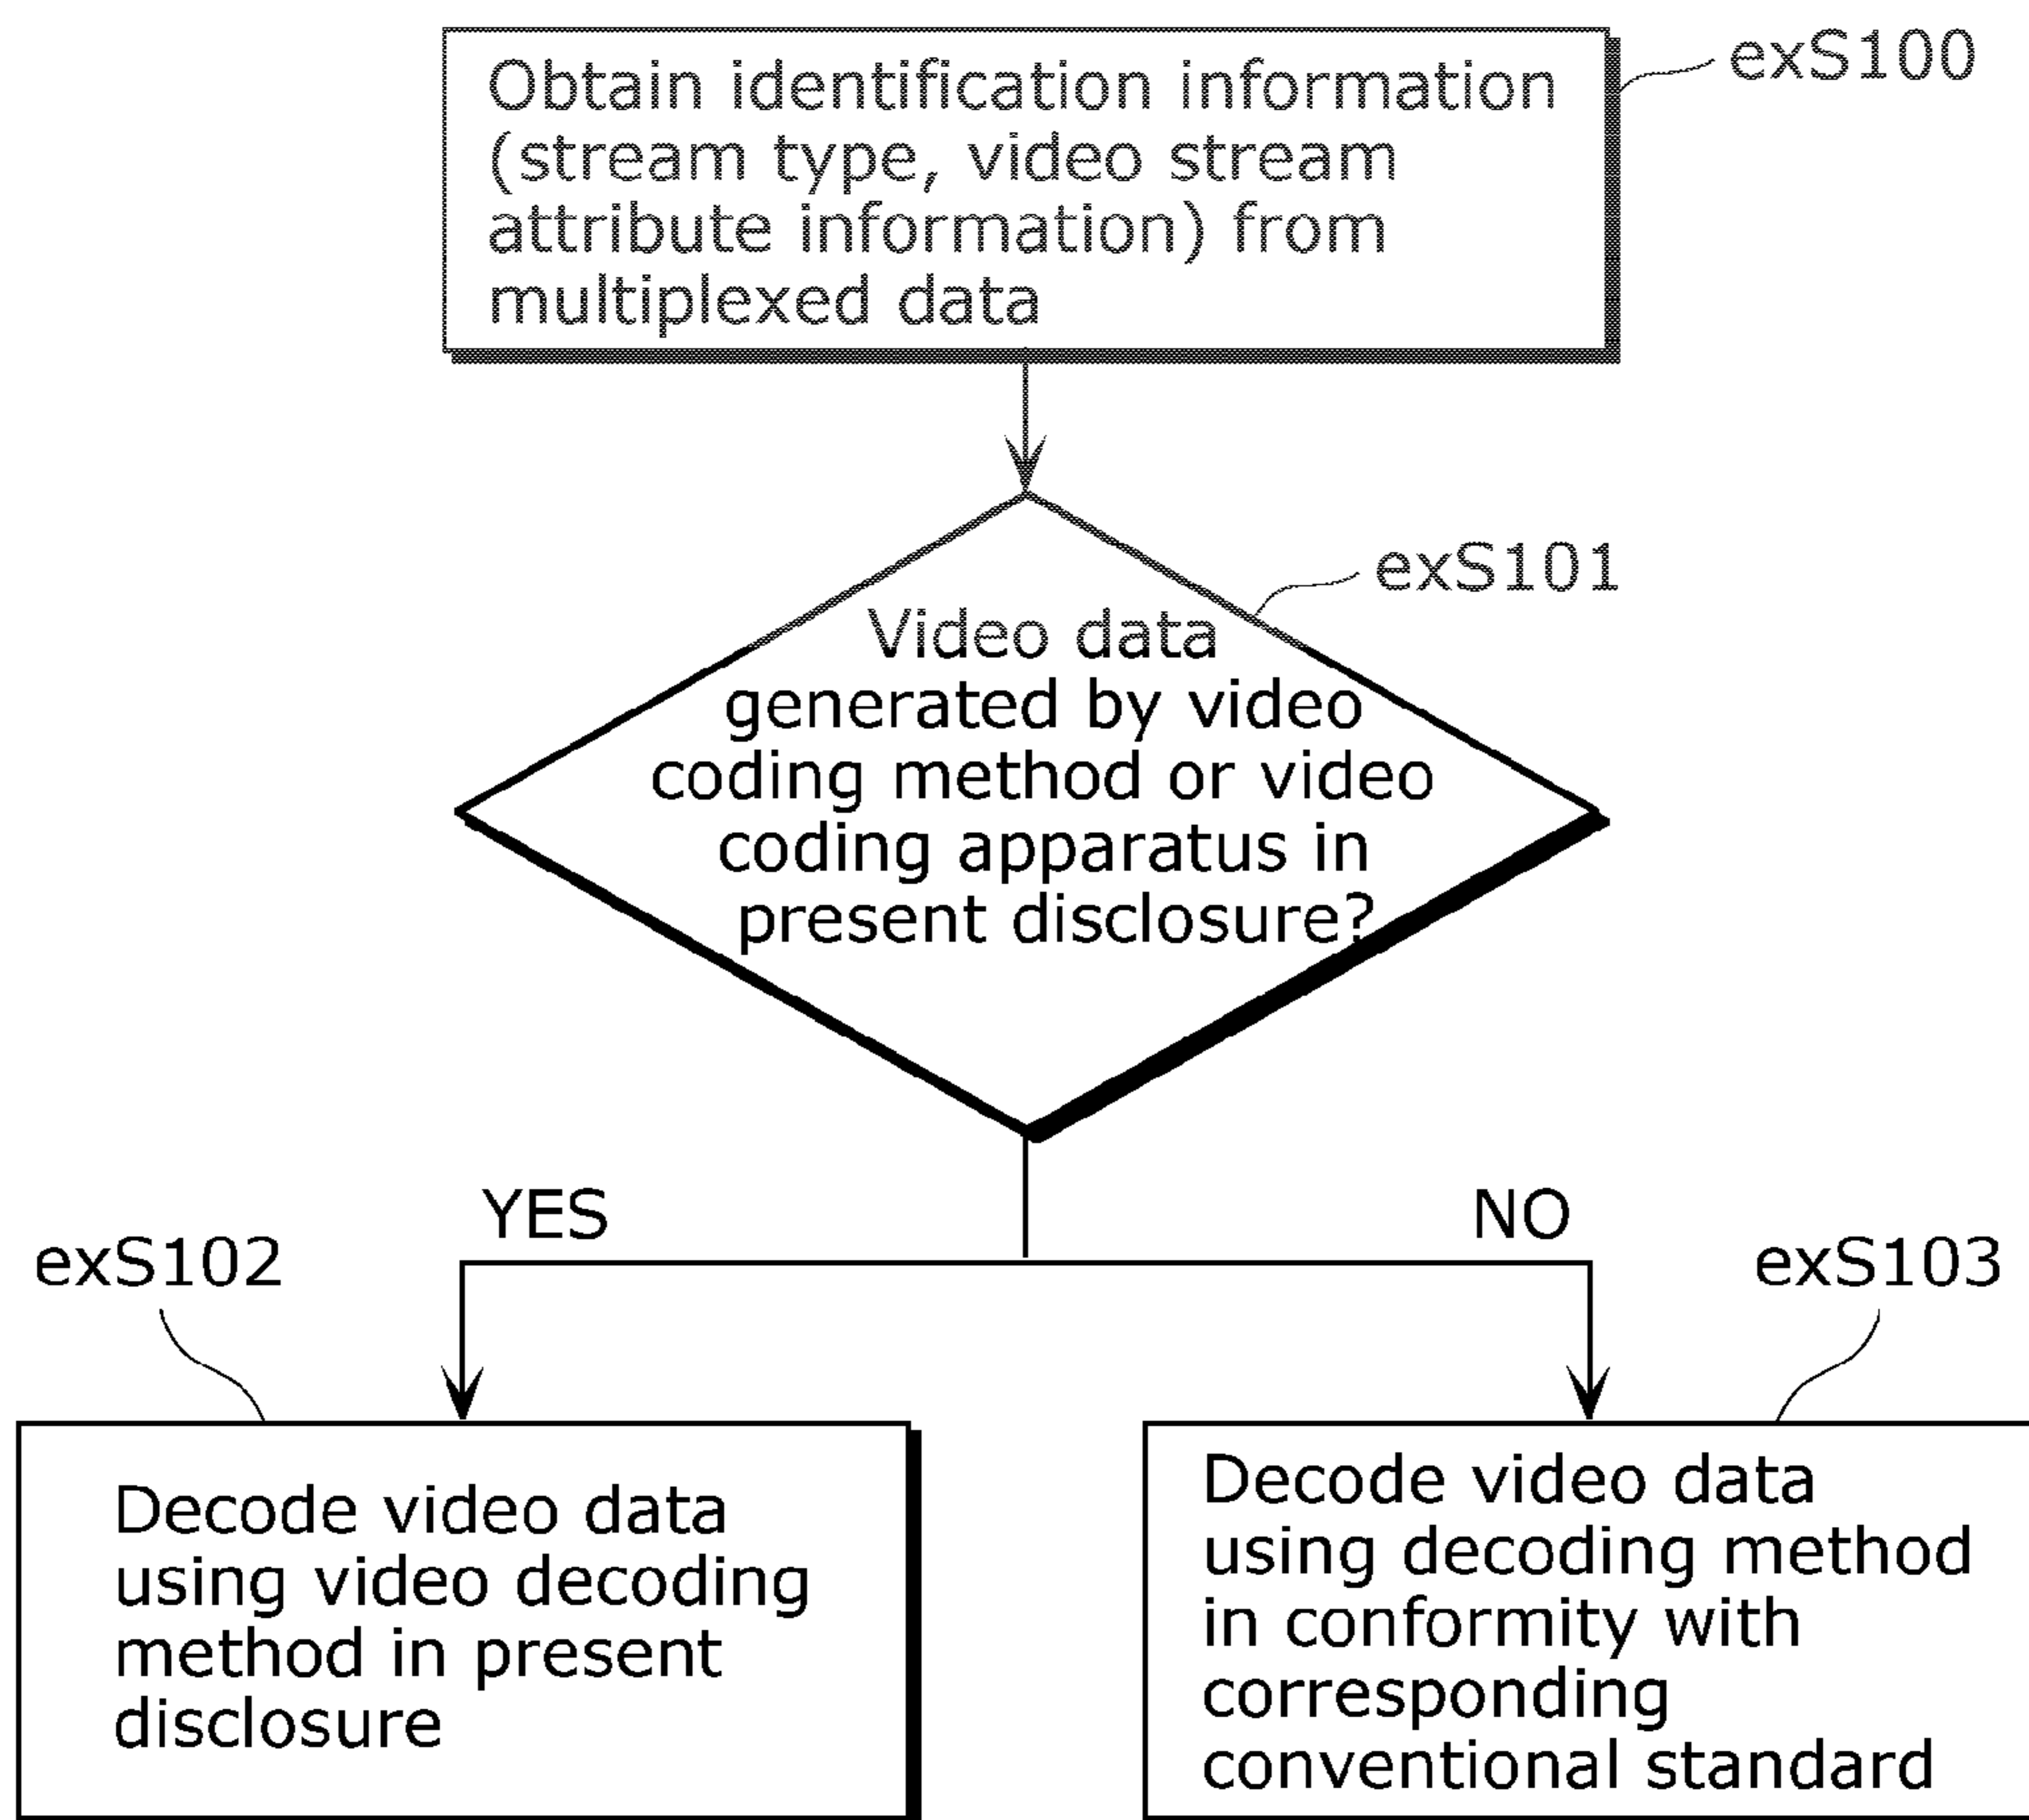 exS100
Obtain identification information
(stream type, video stream
attribute information) from
multiplexed data
exS101
Video data
generated by video
coding method or video
coding apparatus in
present disclosure?
YES
NO
exS102
exS103
Decode video data
using video decoding
method in present
disclosure
Decode video data
using decoding method
in conformity with
corresponding
conventional standard